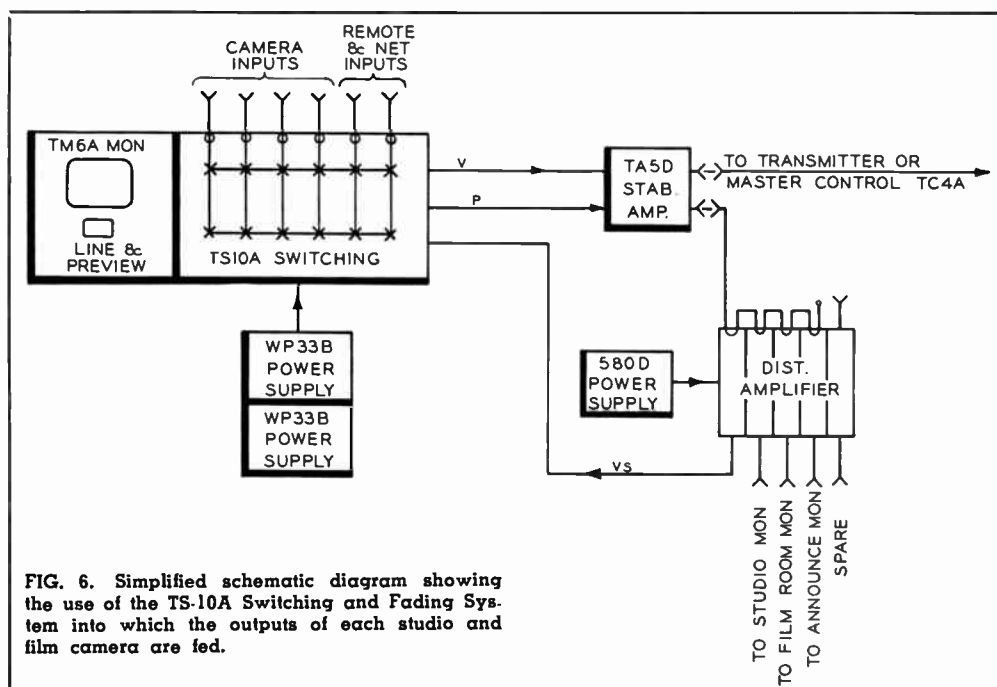 CAMERA
INPUTS
REMOTE
&c NET
INPUTS
TM6A MON
LINE &c
PREVIEW
TS10A SWITCHING
V
P
TA5D
STAB.
AMP.
TO TRANSMITTER OR
MASTER CONTROL TC4A
WP33B
POWER
SUPPLY
WP33B
POWER
SUPPLY
580D
POWER
SUPPLY
DIST.
AMPLIFIER
VS
TO STUDIO MON
TO FILM ROOM MON
TO ANNOUNCE MON
SPARE
FIG. 6. Simplified schematic diagram showing
the use of the TS-10A Switching and Fading Sys-
tem into which the outputs of each studio and
film camera are fed.